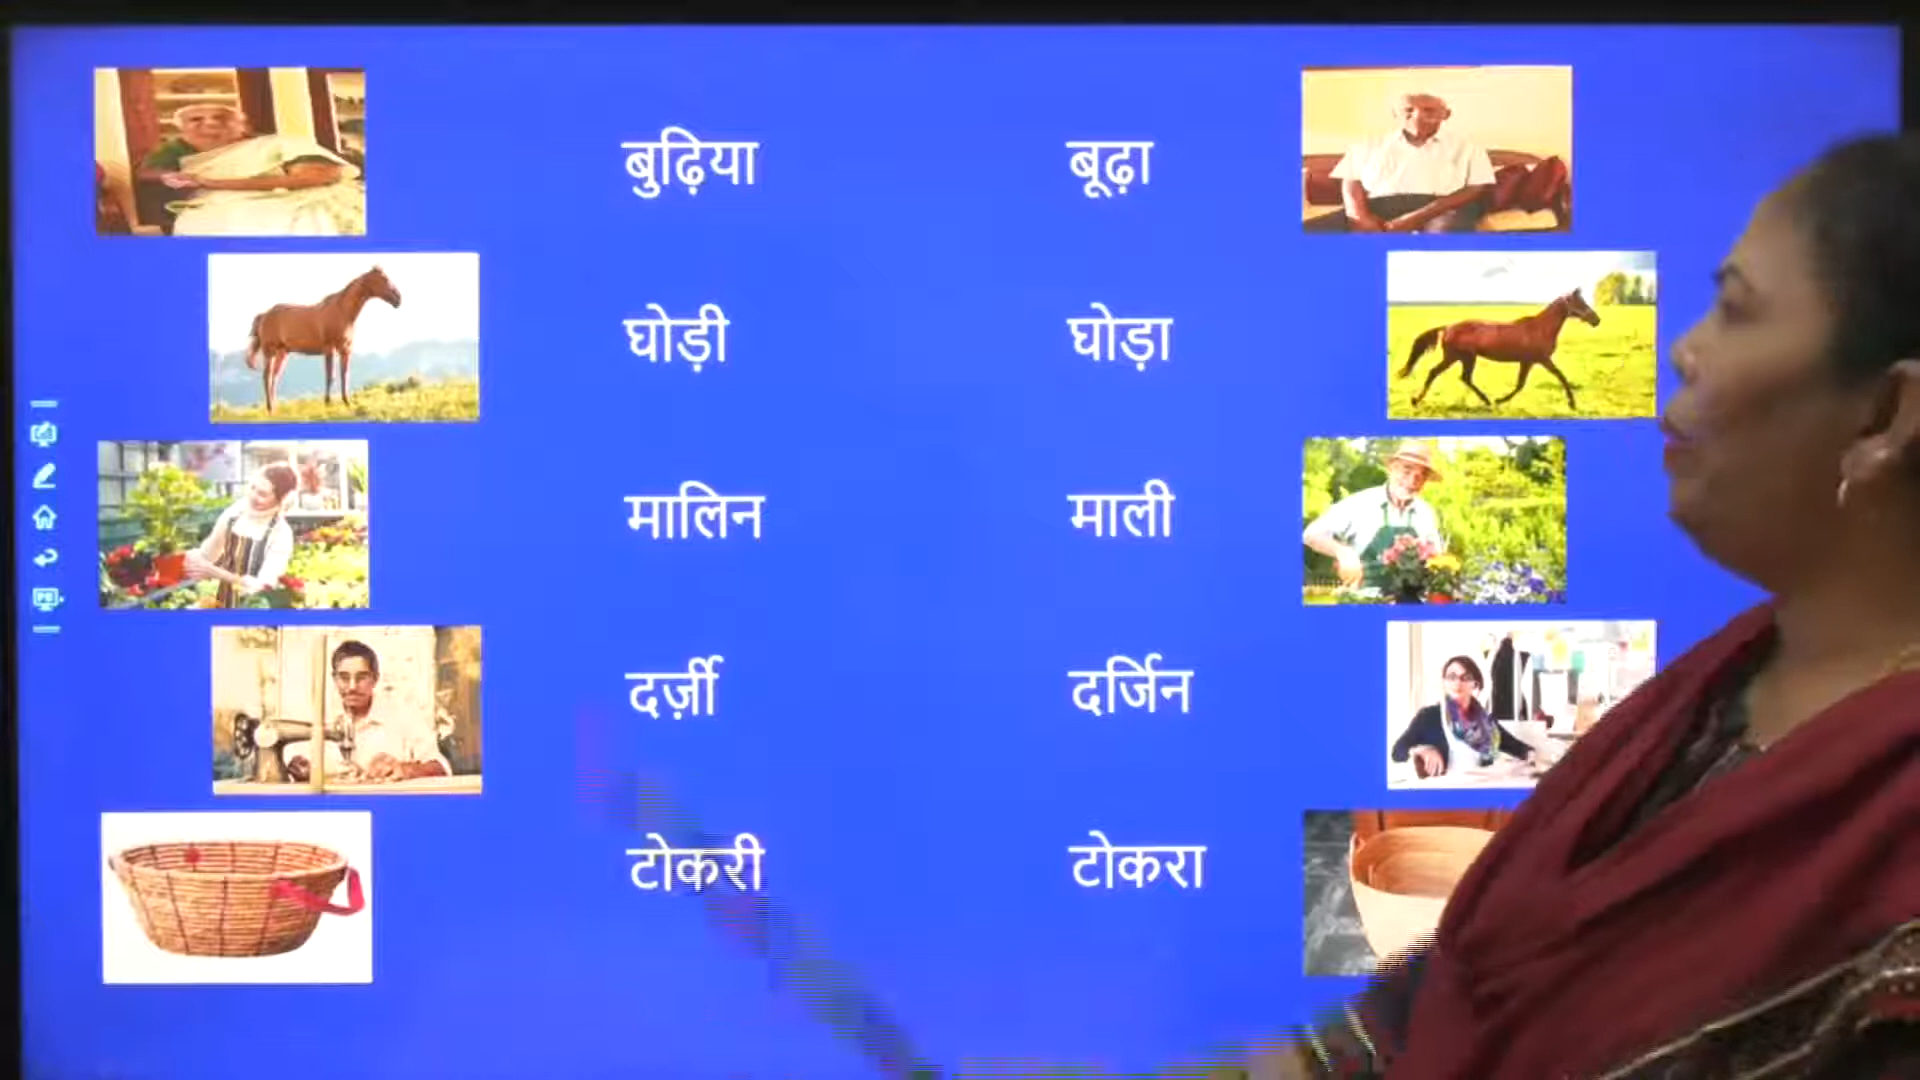 बुढ़िया बूढ़ा
घोड़ी घोड़ा
मालिन माली
दर्ज़ी दर्जिन
टोकरी टोकरा